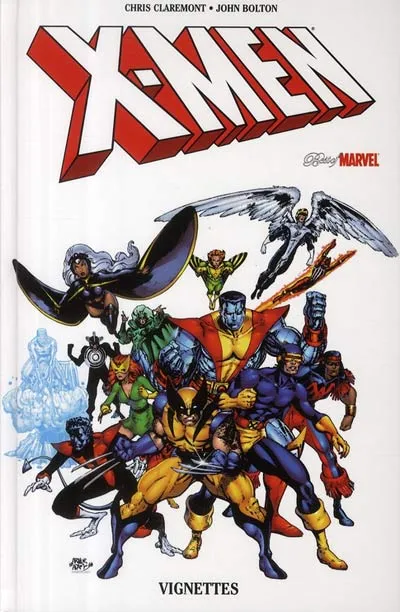 CHRIS CLAREMONT • JOHN BOLTON
X-MEN
Best of MARVEL
VIGNETTES